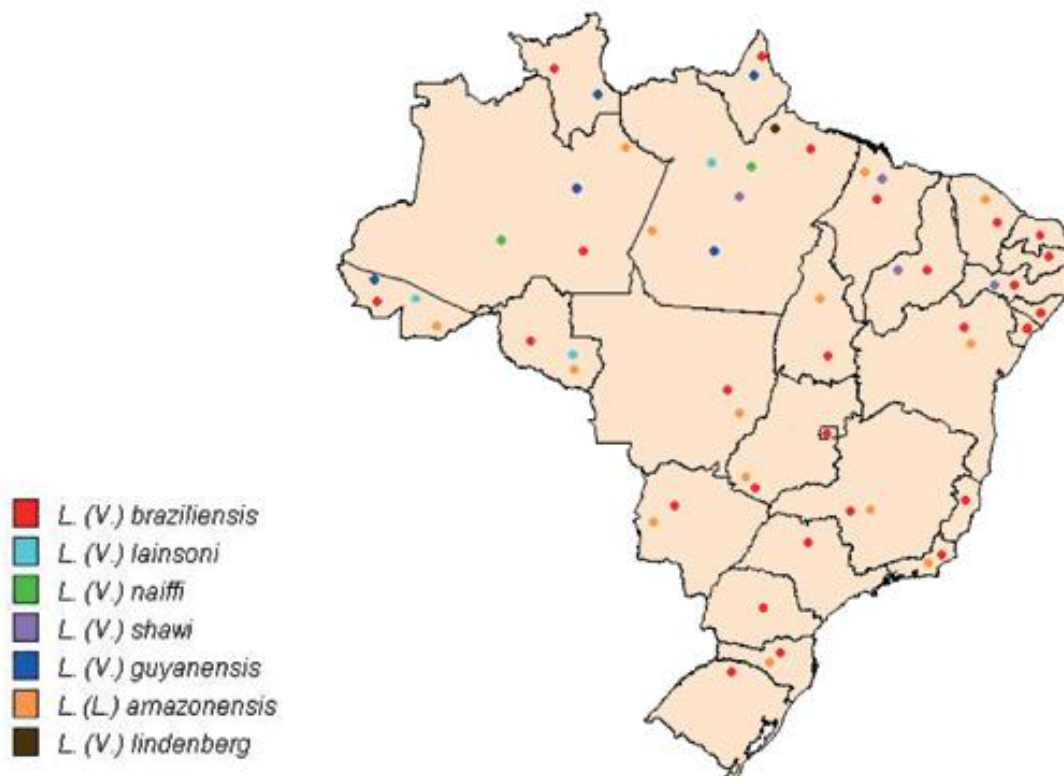 L. (V.) braziliensis
L. (V.) lainsoni
L. (V.) naiffi
L. (V.) shawi
L. (V.) guyanensis
L. (L.) amazonensis
L. (V.) lindenberg